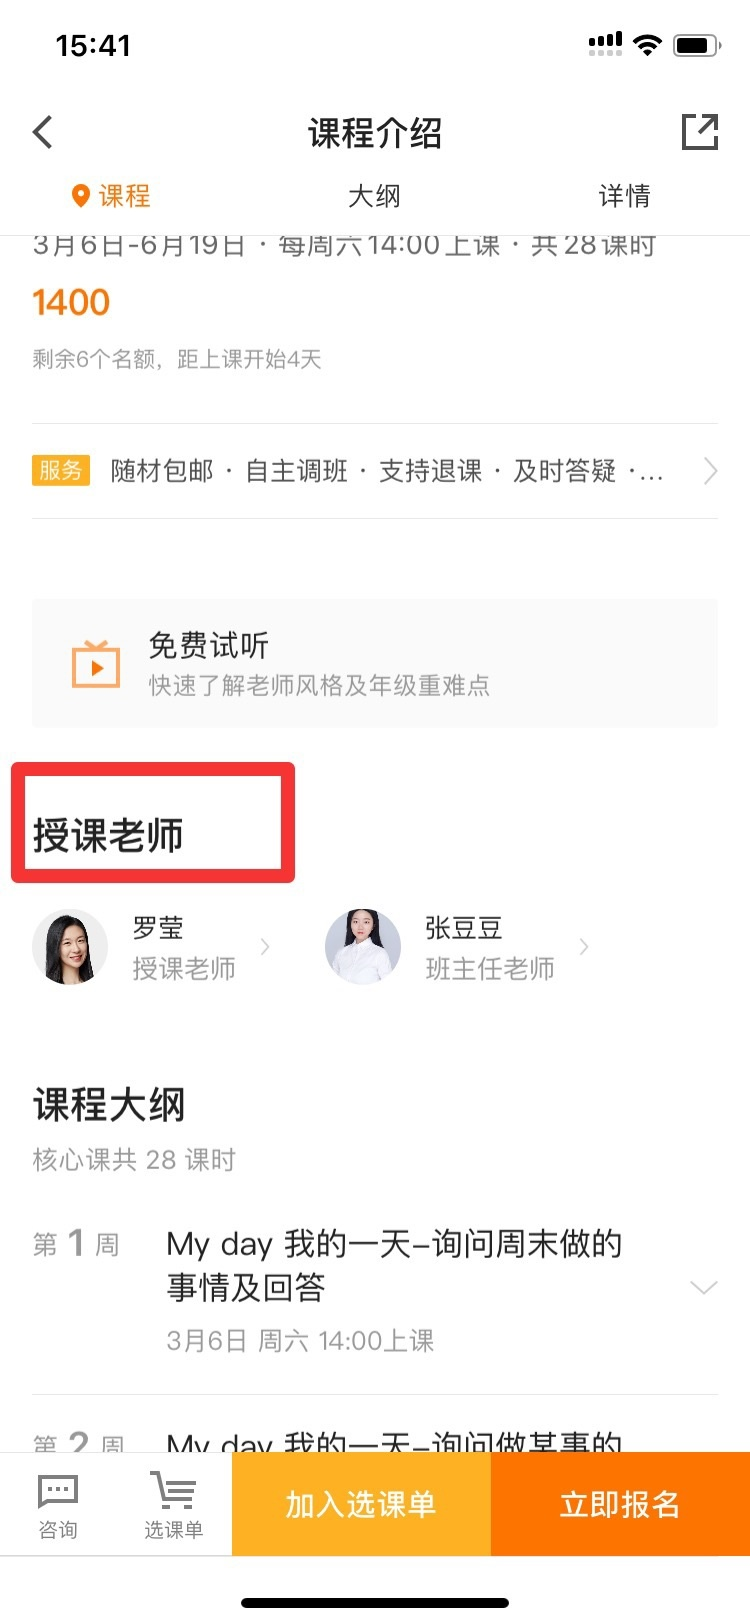 15:41
课程介绍
课程
大纲
详情
3月6日-6月19日 · 每周六14:00上课 · 共28课时
1400
剩余6个名额，距上课开始4天
服务 随材包邮 · 自主调班 · 支持退课 · 及时答疑 ·...
免费试听
快速了解老师风格及年级重难点
授课老师
罗莹
授课老师
张豆豆
班主任老师
课程大纲
核心课共 28 课时
第 1 周
My day 我的一天–询问周末做的
事情及回答
3月6日 周六 14:00上课
第 2 周
My day 我的一天–询问做某事的
咨询
选课单
加入选课单
立即报名